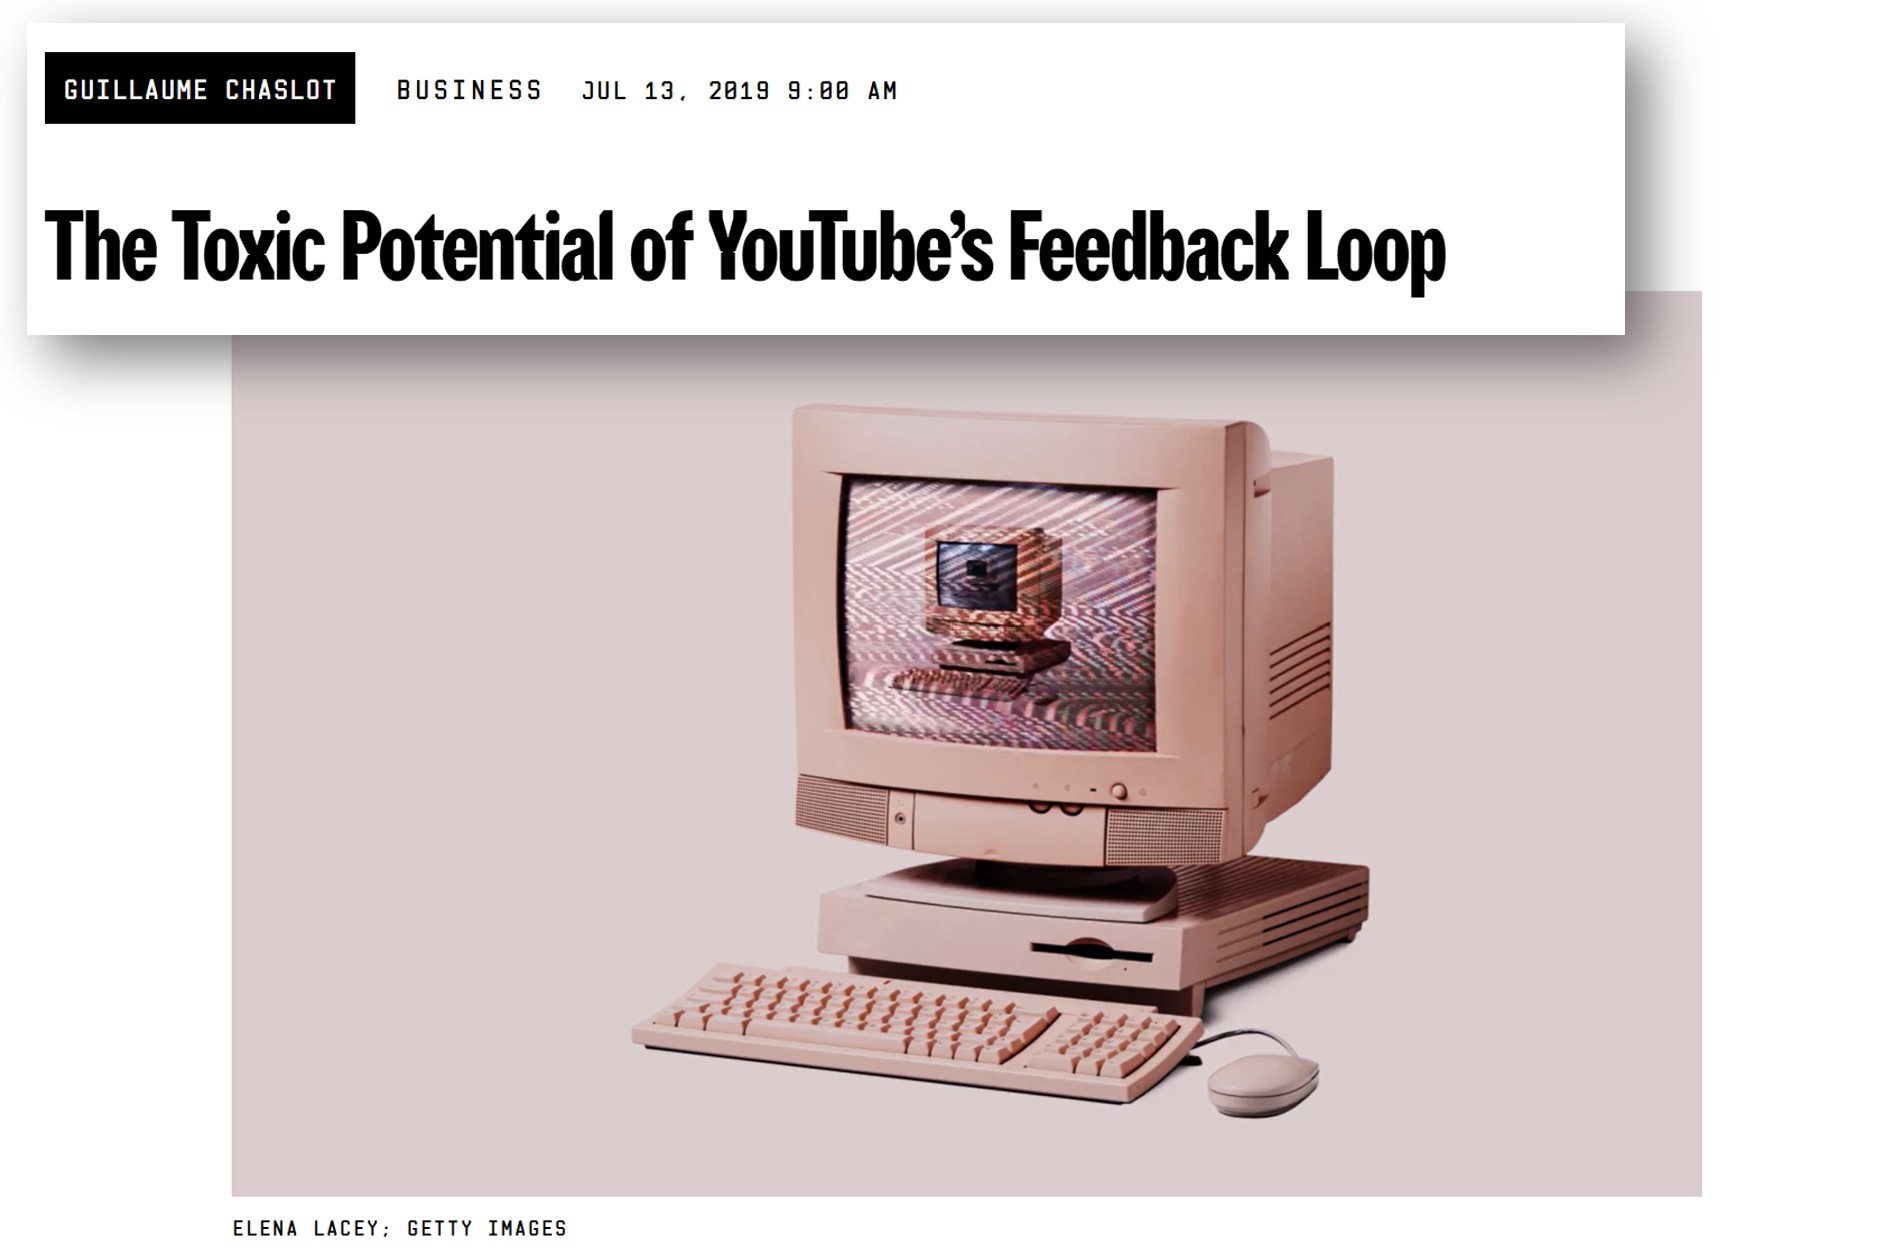 GUILLAUME CHASLOT BUSINESS JUL 13, 2019 9:00 AM
The Toxic Potential of YouTube’s Feedback Loop
ELENA LACEY; GETTY IMAGES